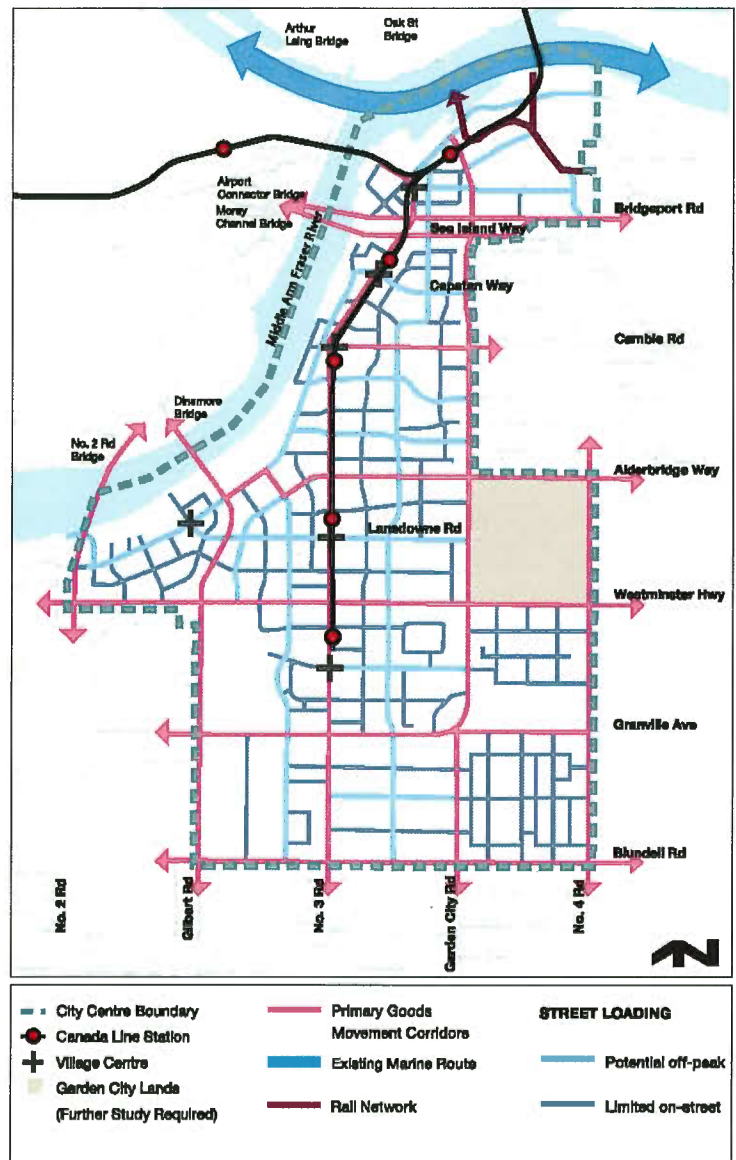 Arthur
Laing Bridge
Oak St
Bridge
Airport
Connector Bridge
Moray
Channel Bridge
Bridgeport Rd
Sea Island Way
Middle Arm Fraser River
Capstan Way
Cambie Rd
Dinsmore
Bridge
No. 2 Rd
Bridge
Alderbridge Way
Lansdowne Rd
Westminster Hwy
Granville Ave
Blundell Rd
No. 2 Rd
Gilbert Rd
No. 3 Rd
Garden City Rd
No. 4 Rd
N
City Centre Boundary
Canada Line Station
Village Centre
Garden City Lands
(Further Study Required)
Primary Goods
Movement Corridors
Existing Marine Route
Rail Network
STREET LOADING
Potential off-peak
Limited on-street